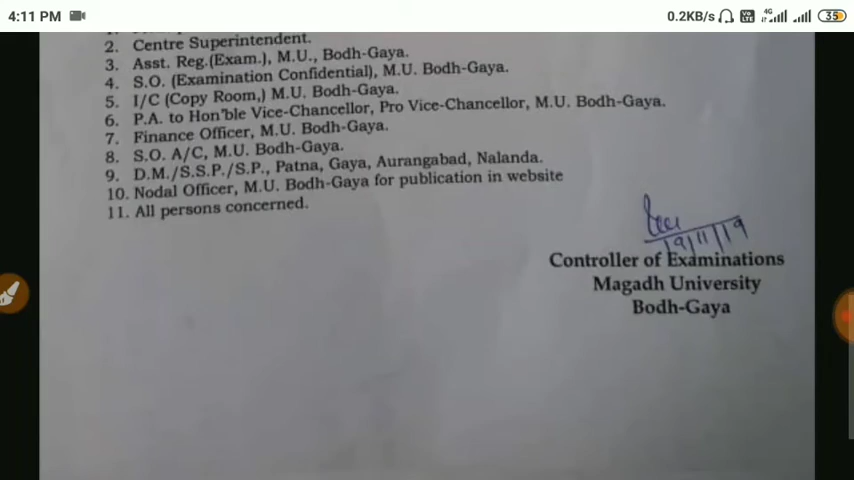 4:11 PM
0.2KB/s 4G 35
2. Centre Superintendent.
3. Asst. Reg.(Exam.), M.U., Bodh-Gaya.
4. S.O. (Examination Confidential), M.U. Bodh-Gaya.
5. I/C (Copy Room,) M.U. Bodh-Gaya.
6. P.A. to Hon'ble Vice-Chancellor, Pro Vice-Chancellor, M.U. Bodh-Gaya.
7. Finance Officer, M.U. Bodh-Gaya.
8. S.O. A/C, M.U. Bodh-Gaya.
9. D.M./S.S.P./S.P., Patna, Gaya, Aurangabad, Nalanda.
10. Nodal Officer, M.U. Bodh-Gaya for publication in website
11. All persons concerned.
19/11/19
Controller of Examinations
Magadh University
Bodh-Gaya